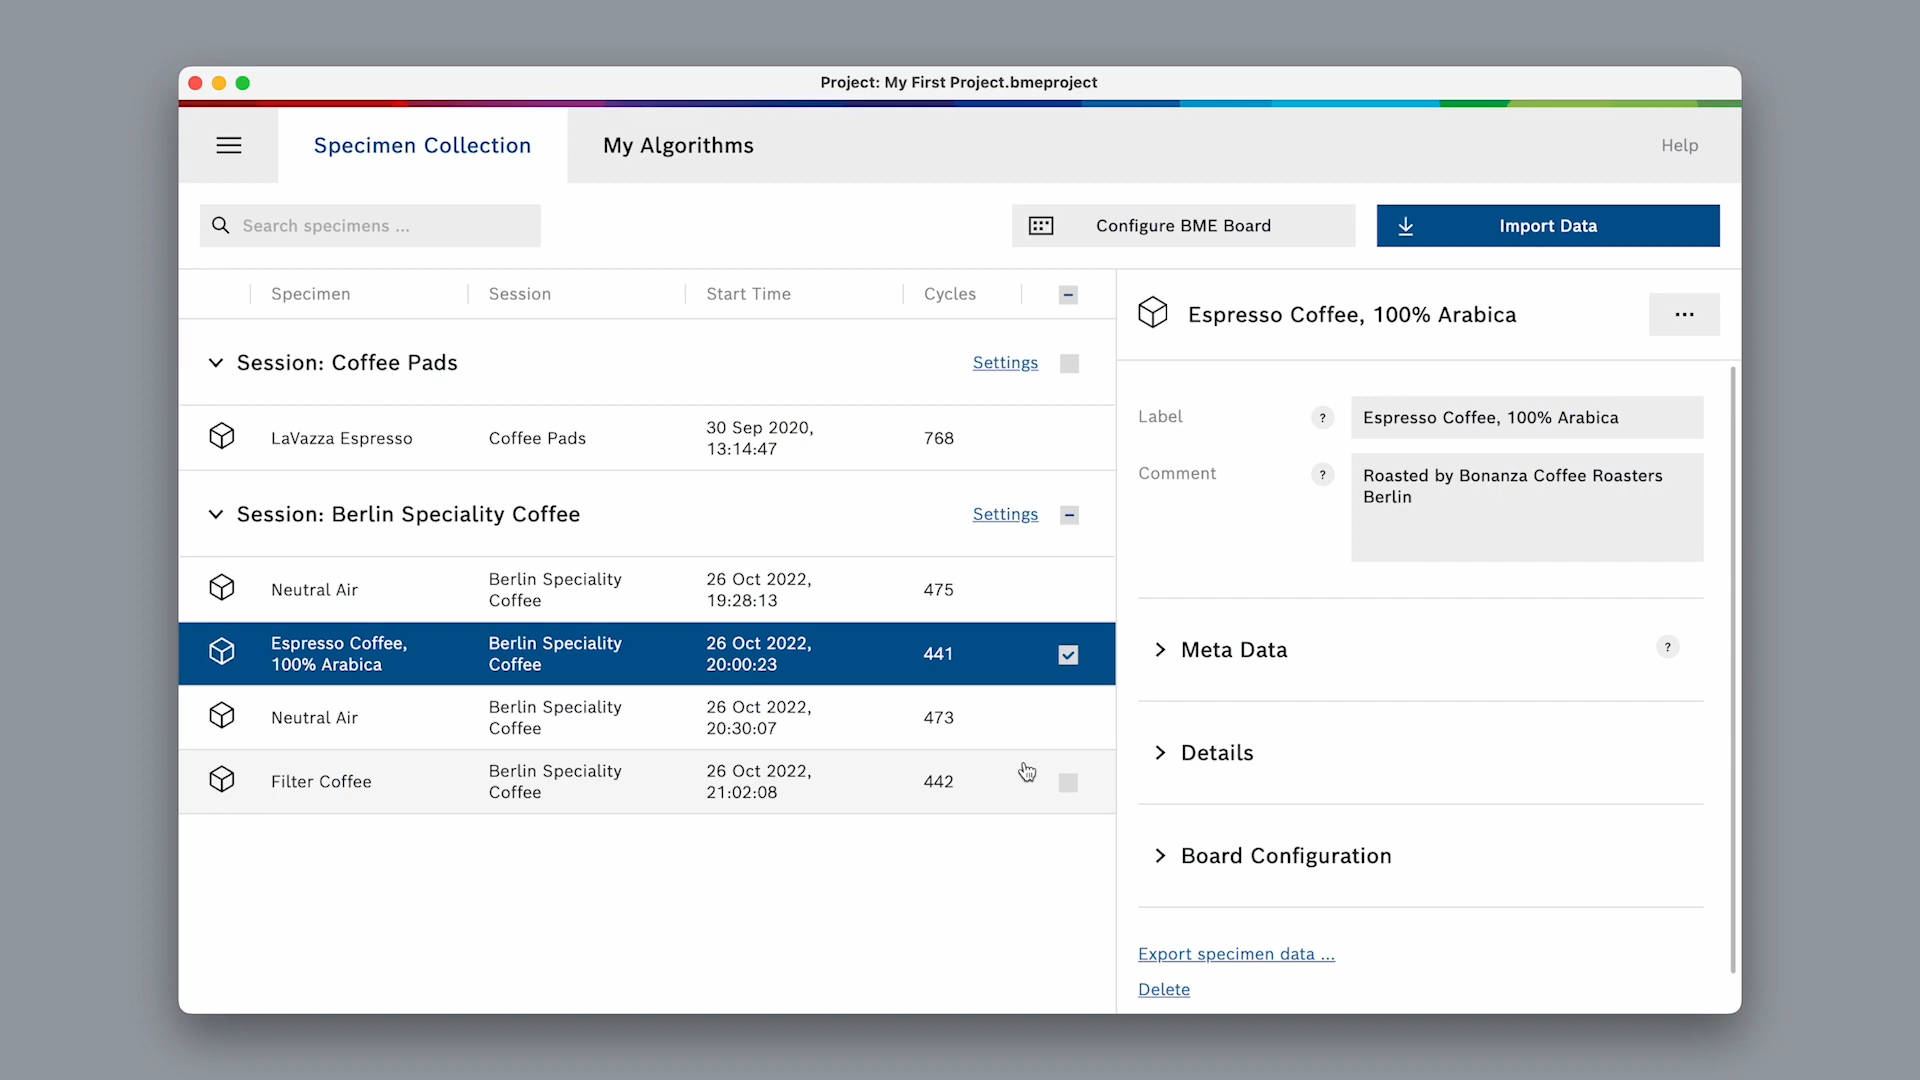 Project: My First Project.bmeproject
Specimen Collection
My Algorithms
Help
Search specimens ...
Configure BME Board
Import Data
Specimen
Session
Start Time
Cycles
Session: Coffee Pads
Settings
LaVazza Espresso
Coffee Pads
30 Sep 2020,
13:14:47
768
Session: Berlin Speciality Coffee
Settings
Neutral Air
Berlin Speciality
Coffee
26 Oct 2022,
19:28:13
475
Espresso Coffee,
100% Arabica
Berlin Speciality
Coffee
26 Oct 2022,
20:00:23
441
Neutral Air
Berlin Speciality
Coffee
26 Oct 2022,
20:30:07
473
Filter Coffee
Berlin Speciality
Coffee
26 Oct 2022,
21:02:08
442
Espresso Coffee, 100% Arabica
...
Label
?
Espresso Coffee, 100% Arabica
Comment
?
Roasted by Bonanza Coffee Roasters
Berlin
Meta Data
?
Details
Board Configuration
Export specimen data ...
Delete